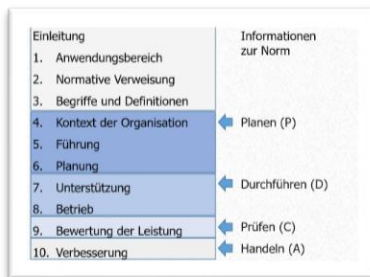 Einleitung
Informationen
zur Norm
1. Anwendungsbereich
2. Normative Verweisung
3. Begriffe und Definitionen
4. Kontext der Organisation
Planen (P)
5. Führung
6. Planung
7. Unterstützung
Durchführen (D)
8. Betrieb
9. Bewertung der Leistung
Prüfen (C)
10. Verbesserung
Handeln (A)